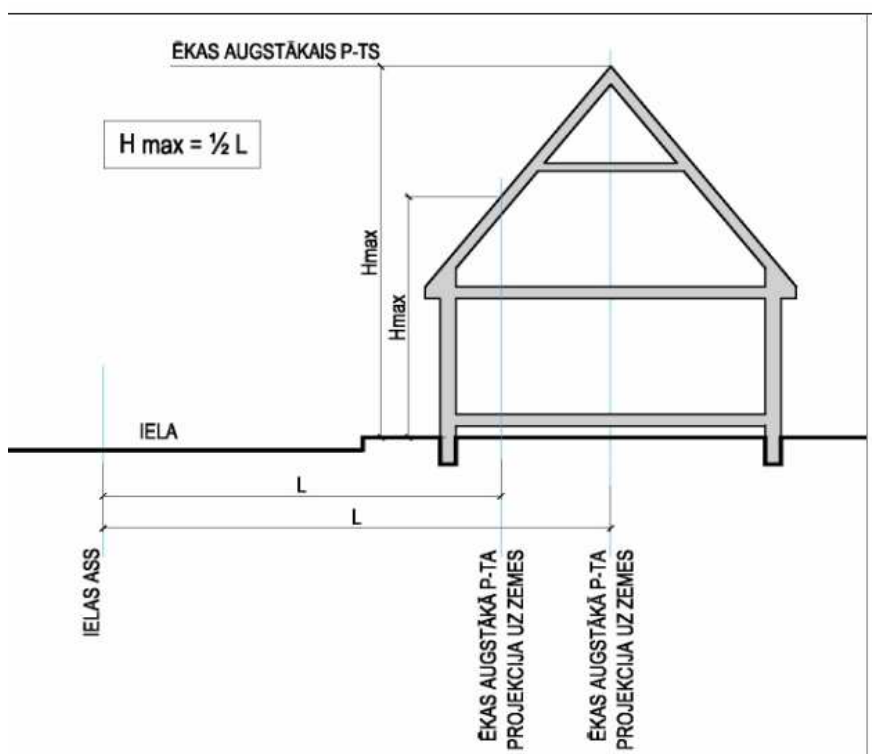 ĒKAS AUGSTĀKAIS P-TS
H max = ½ L
Hmax
Hmax
IELA
L
L
IELAS ASS
ĒKAS AUGSTĀKĀ P-TA
PROJEKCIJA UZ ZEMES
ĒKAS AUGSTĀKĀ P-TA
PROJEKCIJA UZ ZEMES